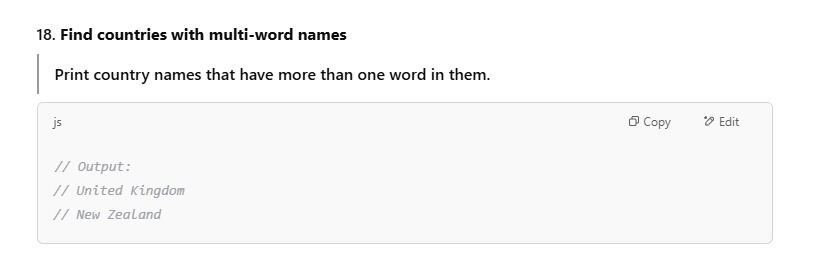 18. Find countries with multi-word names
Print country names that have more than one word in them.
js Copy Edit
// Output:
// United Kingdom
// New Zealand